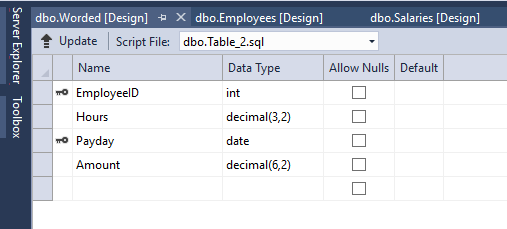 dbo.Worded [Design] dbo.Employees [Design] dbo.Salaries [Design]
Update Script File: dbo.Table_2.sql
Server Explorer
Toolbox
Name Data Type Allow Nulls Default
EmployeeID int
Hours decimal(3,2)
Payday date
Amount decimal(6,2)